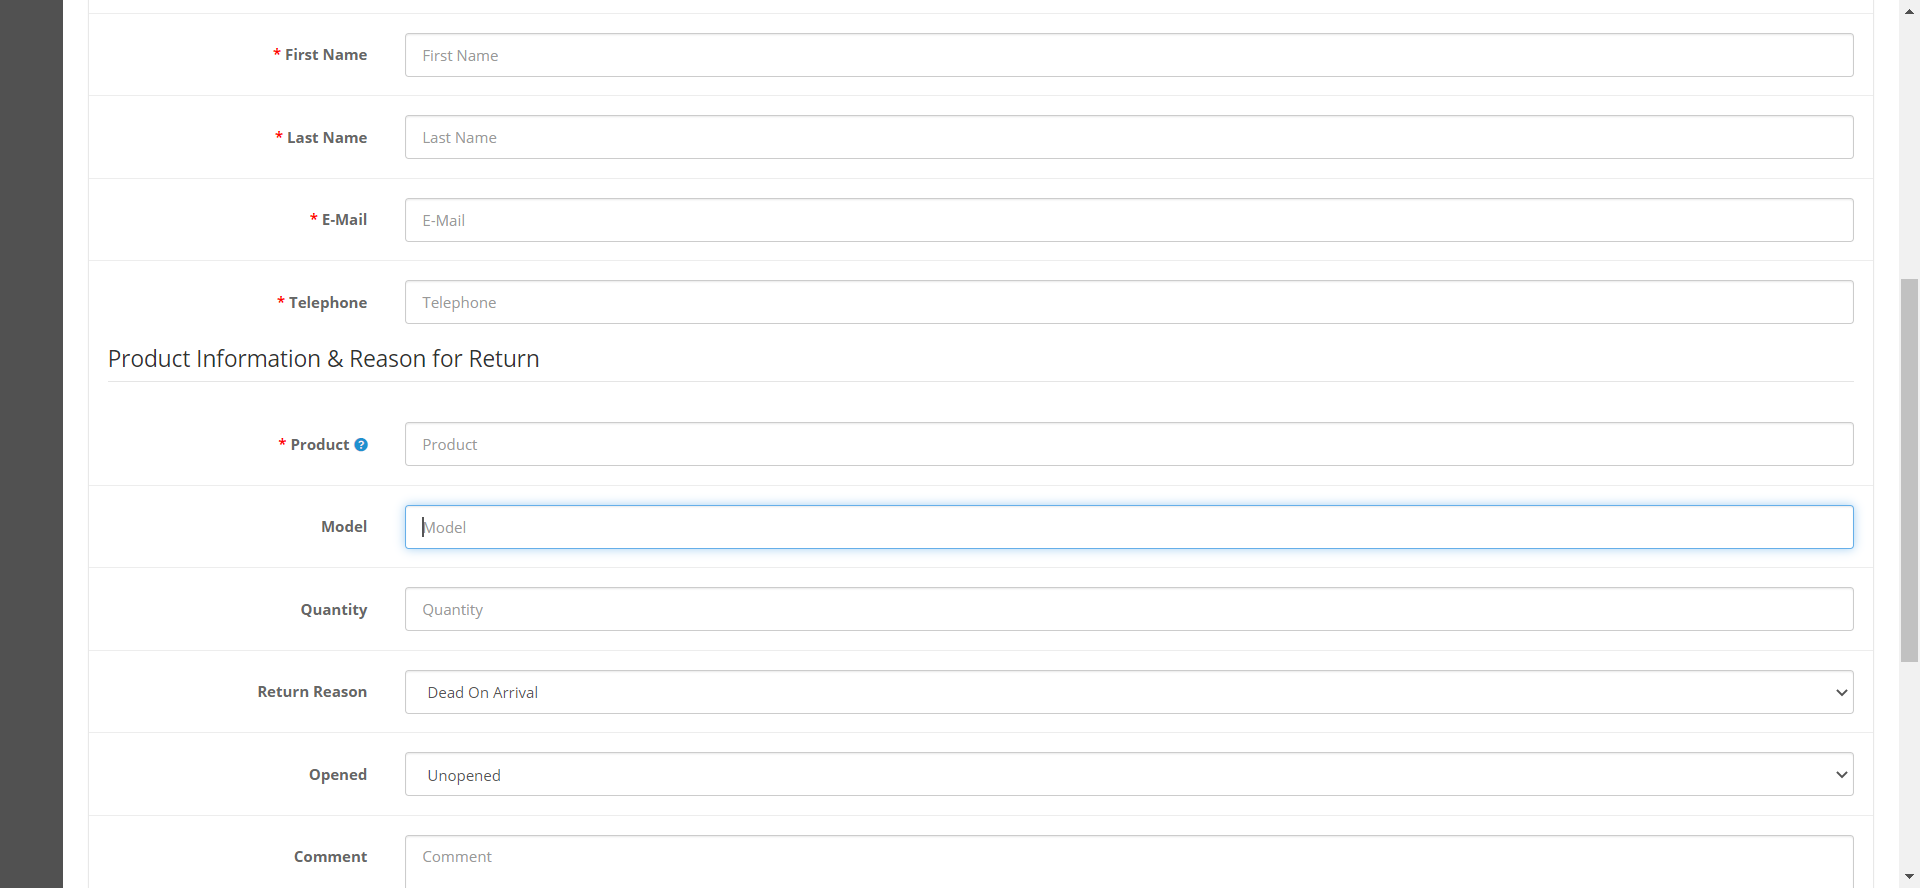 * First Name
First Name
* Last Name
Last Name
* E-Mail
E-Mail
* Telephone
Telephone
Product Information & Reason for Return
* Product ?
Product
Model
Model
Quantity
Quantity
Return Reason
Dead On Arrival
Opened
Unopened
Comment
Comment